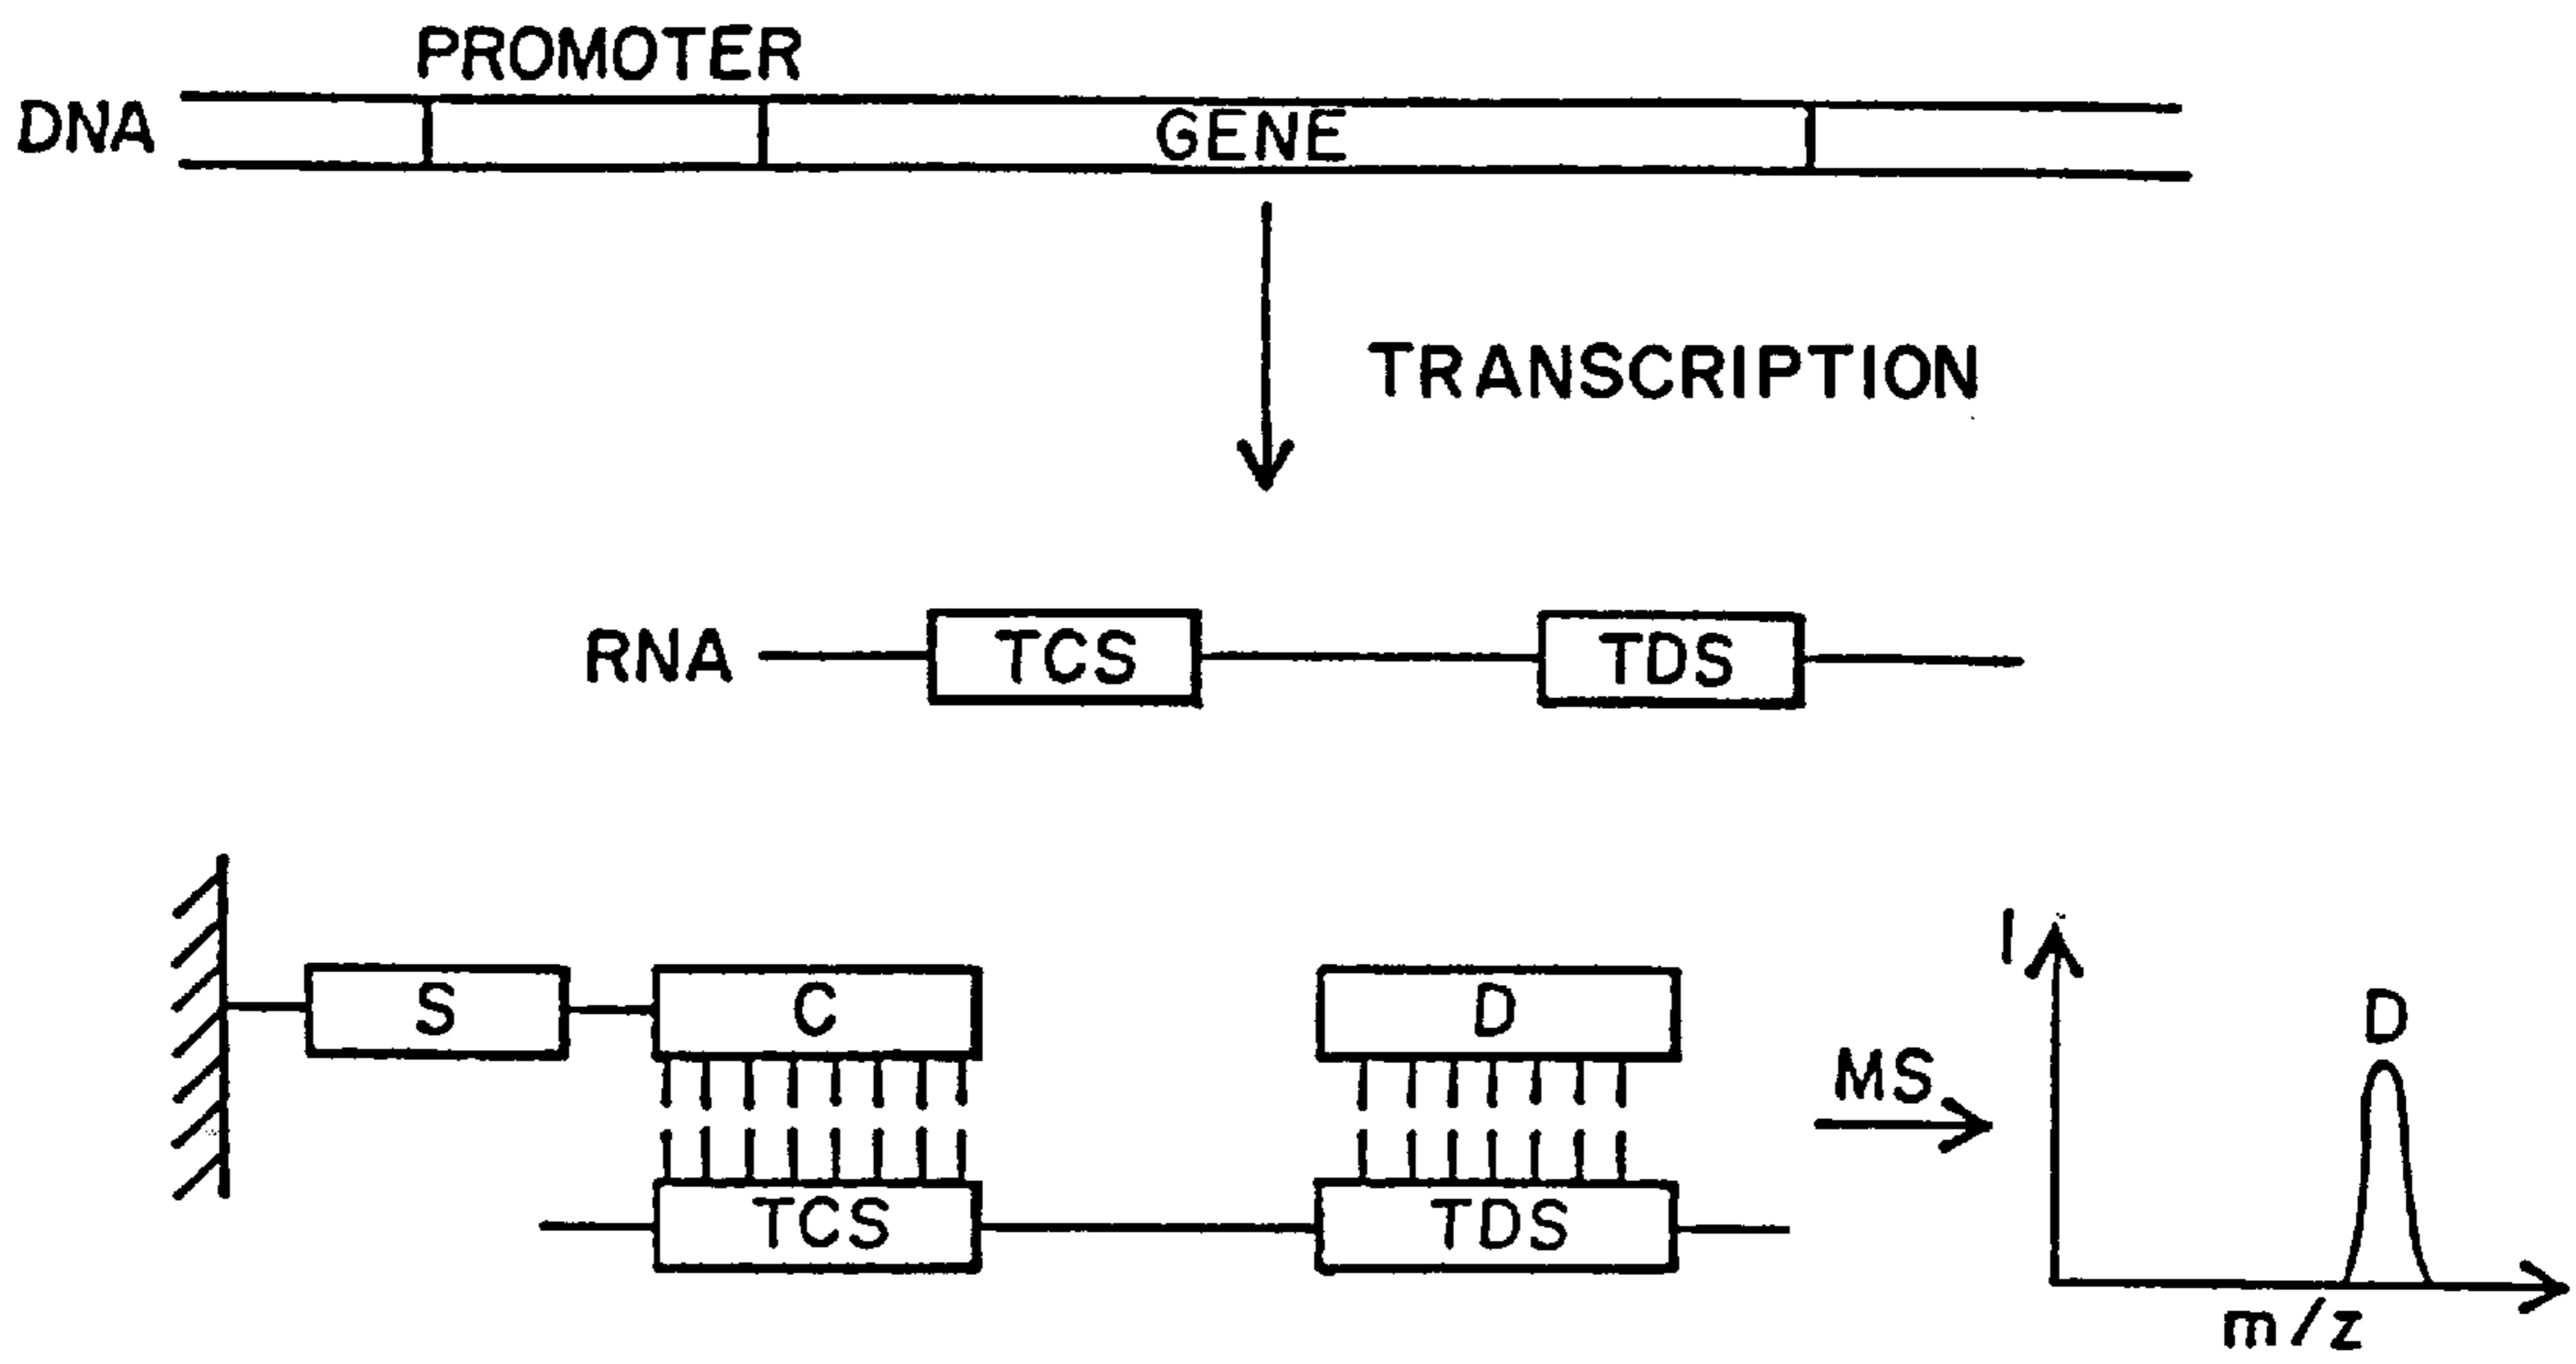 PROMOTER
DNA
GENE
TRANSCRIPTION
RNA
TCS
TDS
S
C
D
TCS
TDS
MS
I
D
m/z